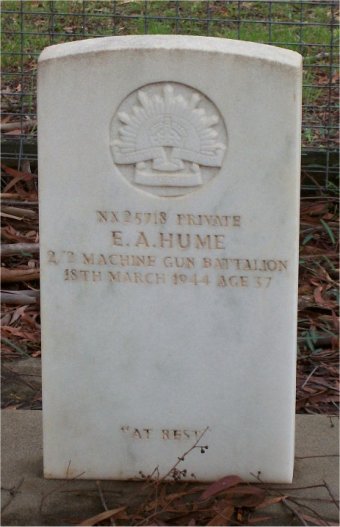 NX25718 PRIVATE
E. A. HUME
2/2 MACHINE GUN BATTALION
18TH MARCH 1944 AGE 37
"AT REST"